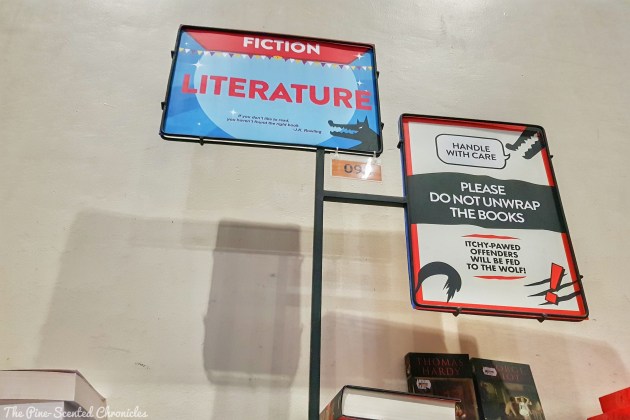 FICTION
LITERATURE
If you don't like to read,
you haven't found the right book.
J.K. Rowling
HANDLE
WITH CARE
PLEASE
DO NOT UNWRAP
THE BOOKS
ITCHY-PAWED
OFFENDERS
WILL BE FED
TO THE WOLF!
THOMAS
HARDY
The Pine-Scented Chronicles